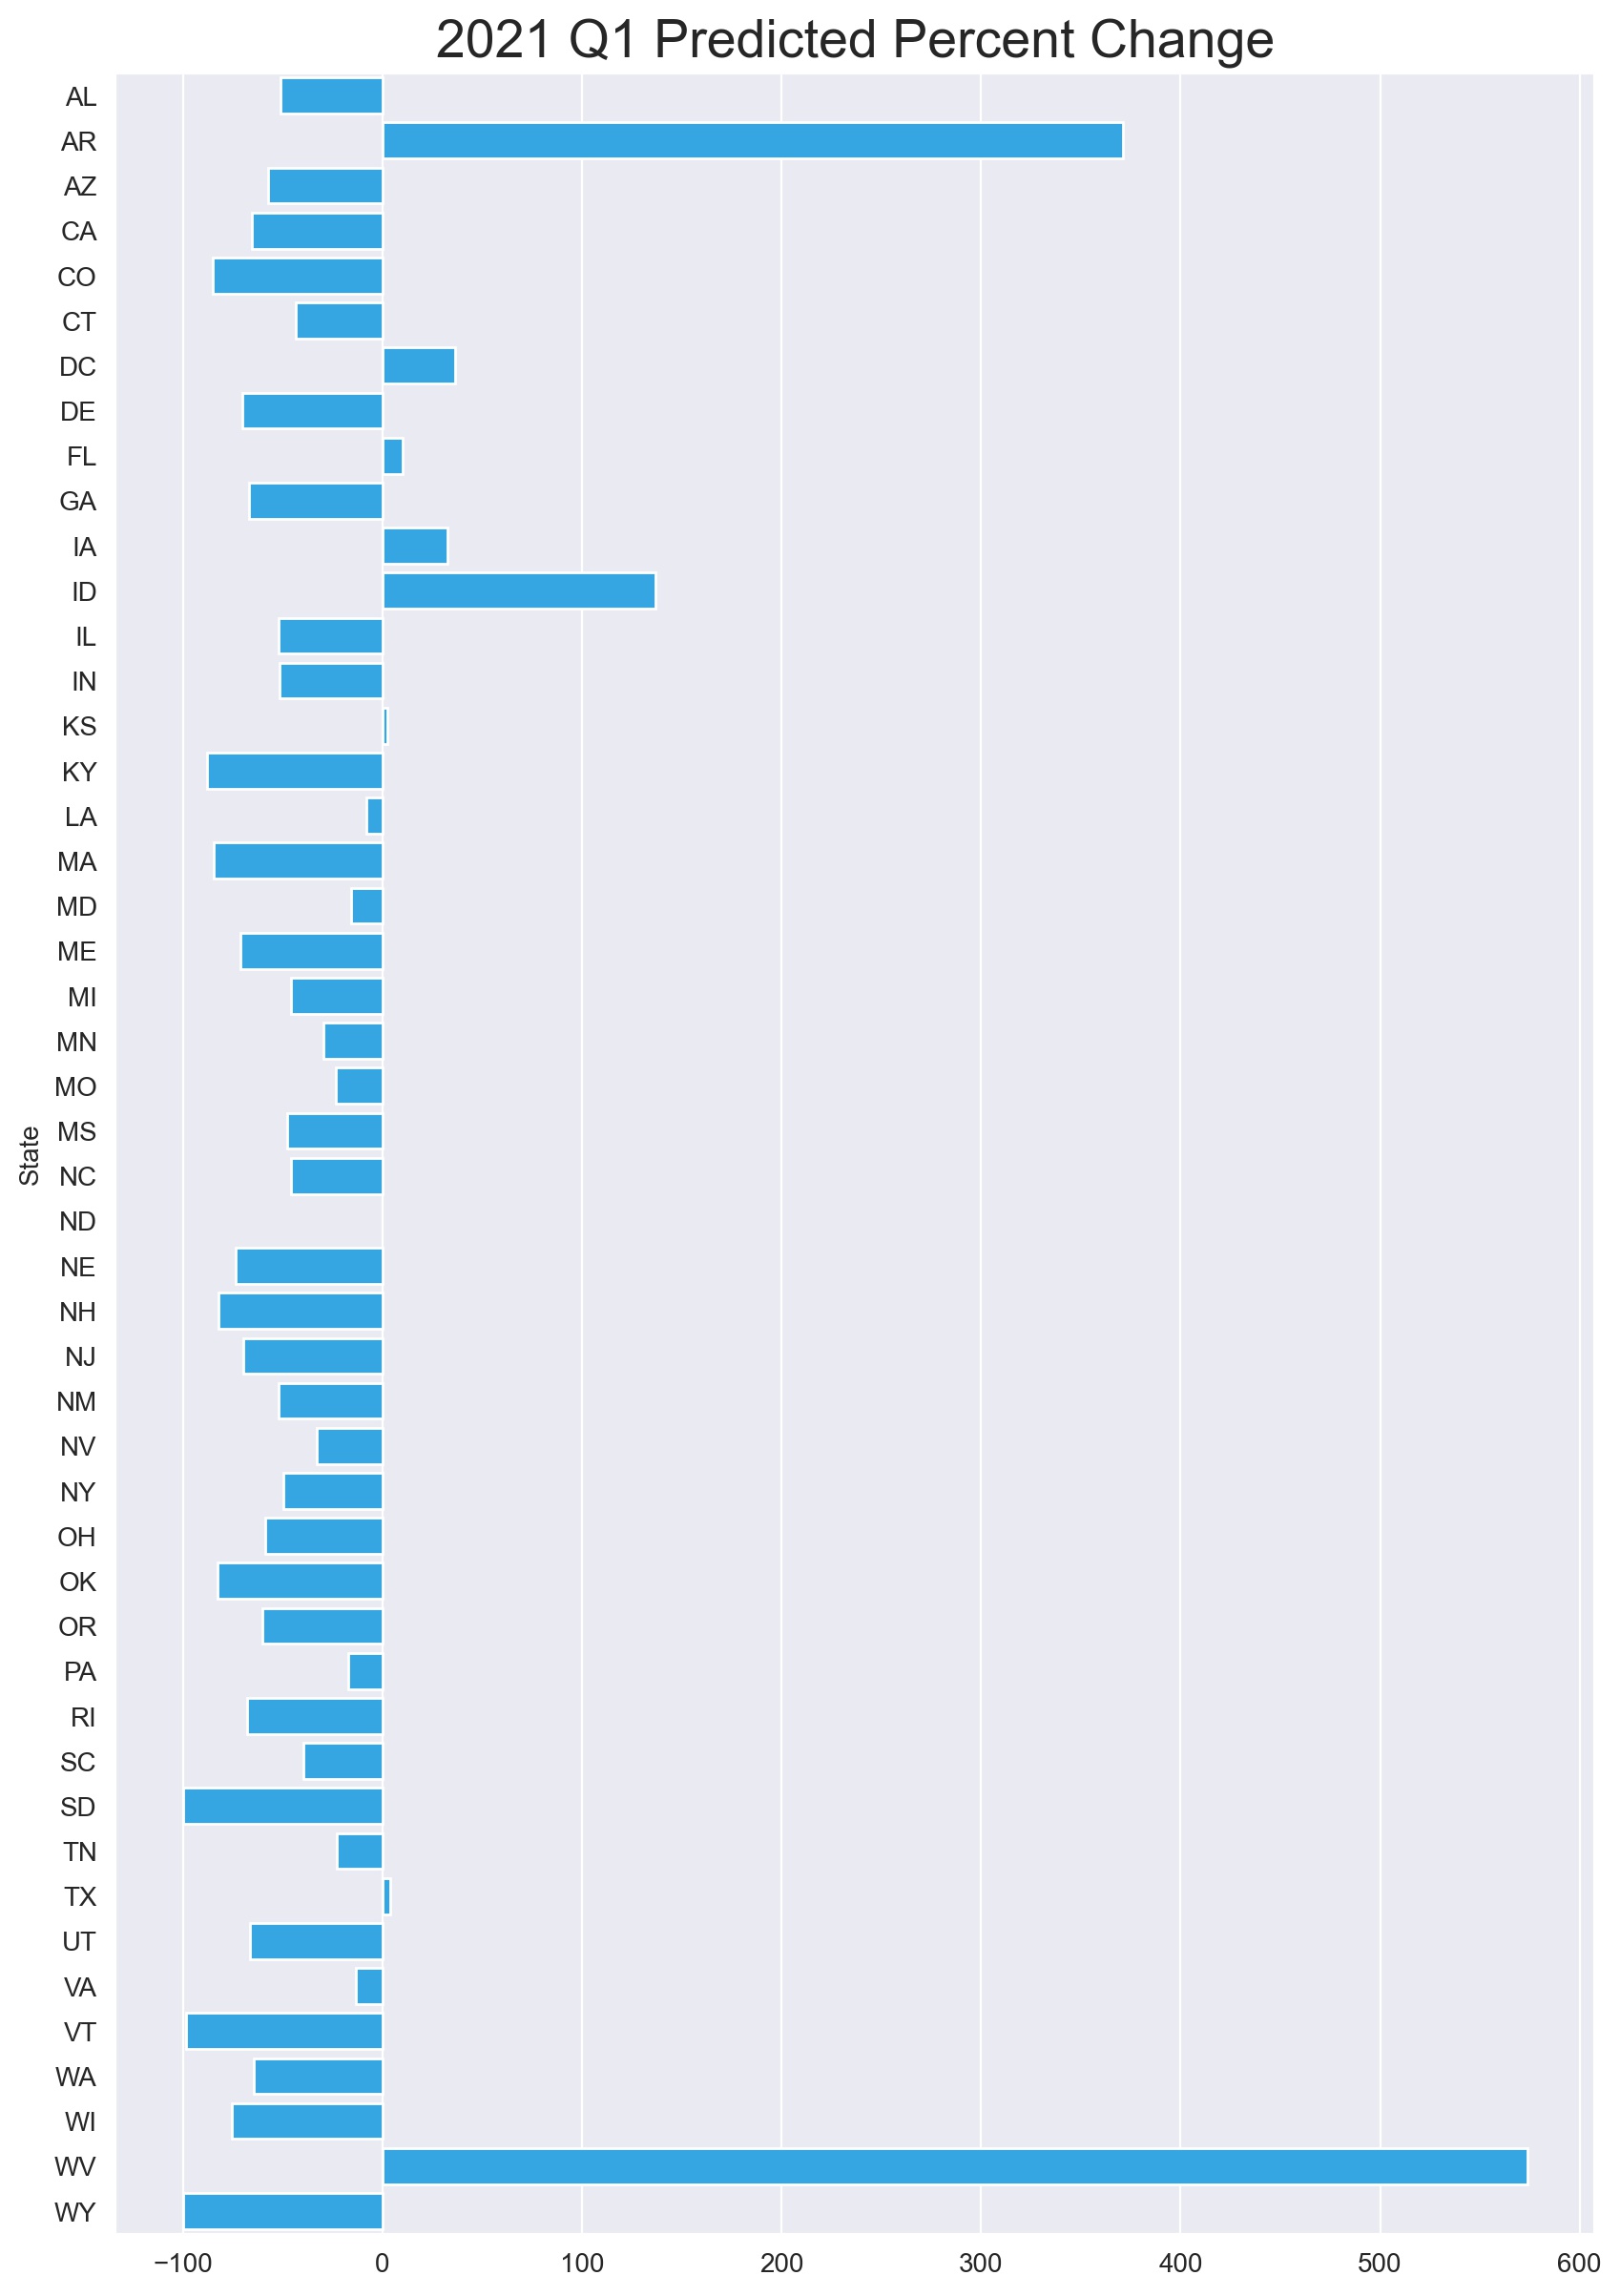 2021 Q1 Predicted Percent Change
AL
AR
AZ
CA
CO
CT
DC
DE
FL
GA
IA
ID
IL
IN
KS
KY
LA
MA
MD
ME
MI
MN
MO
MS
NC
ND
NE
NH
NJ
NM
NV
NY
OH
OK
OR
PA
RI
SC
SD
TN
TX
UT
VA
VT
WA
WI
WV
WY
State
−100 0 100 200 300 400 500 600